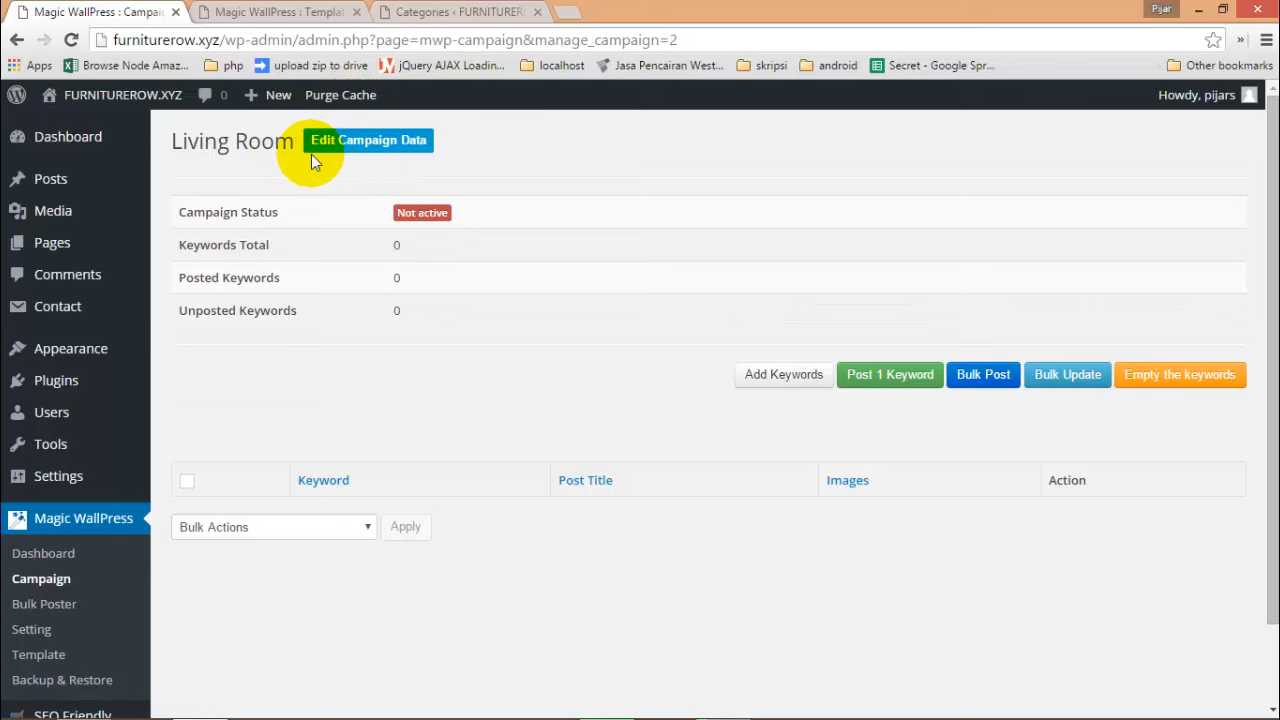 Magic WallPress : Campai
Magic WallPress : Templat
Categories ‹ FURNITURER
Pijar
furniturerow.xyz/wp-admin/admin.php?page=mwp-campaign&manage_campaign=2
»
Apps
Browse Node Amaz...
php
upload zip to drive
jQuery AJAX Loadin...
localhost
Jasa Pencairan West...
skripsi
android
Secret - Google Spr...
Other bookmarks
FURNITUREROW.XYZ
0
New
Purge Cache
Howdy, pijars
Dashboard
Posts
Media
Pages
Comments
Contact
Appearance
Plugins
Users
Tools
Settings
Magic WallPress
Dashboard
Campaign
Bulk Poster
Setting
Template
Backup & Restore
SEO Friendly
Living Room
Edit Campaign Data
Campaign Status Not active
Keywords Total 0
Posted Keywords 0
Unposted Keywords 0
Add Keywords
Post 1 Keyword
Bulk Post
Bulk Update
Empty the keywords
Keyword Post Title Images Action
Bulk Actions
Apply